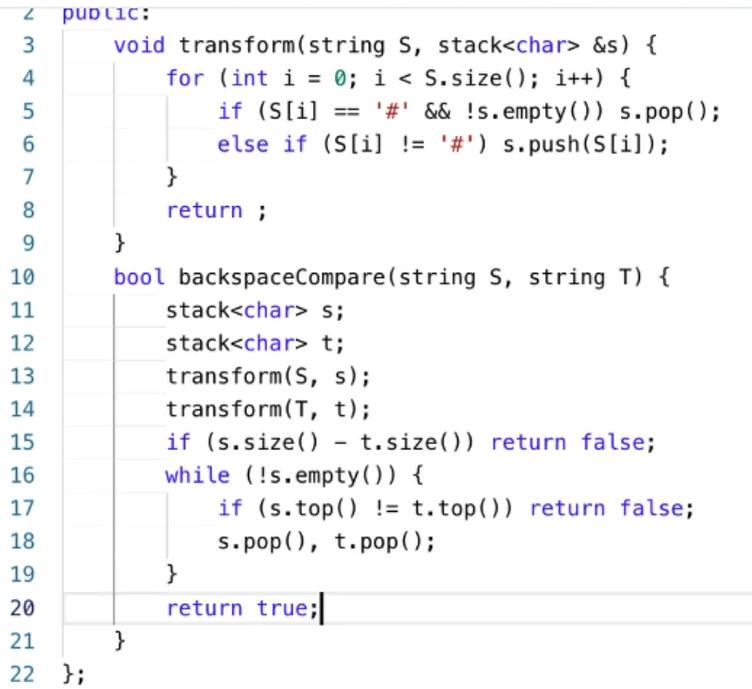 2 public:
3     void transform(string S, stack<char> &s) {
4         for (int i = 0; i < S.size(); i++) {
5             if (S[i] == '#' && !s.empty()) s.pop();
6             else if (S[i] != '#') s.push(S[i]);
7         }
8         return ;
9     }
10     bool backspaceCompare(string S, string T) {
11         stack<char> s;
12         stack<char> t;
13         transform(S, s);
14         transform(T, t);
15         if (s.size() - t.size()) return false;
16         while (!s.empty()) {
17             if (s.top() != t.top()) return false;
18             s.pop(), t.pop();
19         }
20         return true;
21     }
22 };